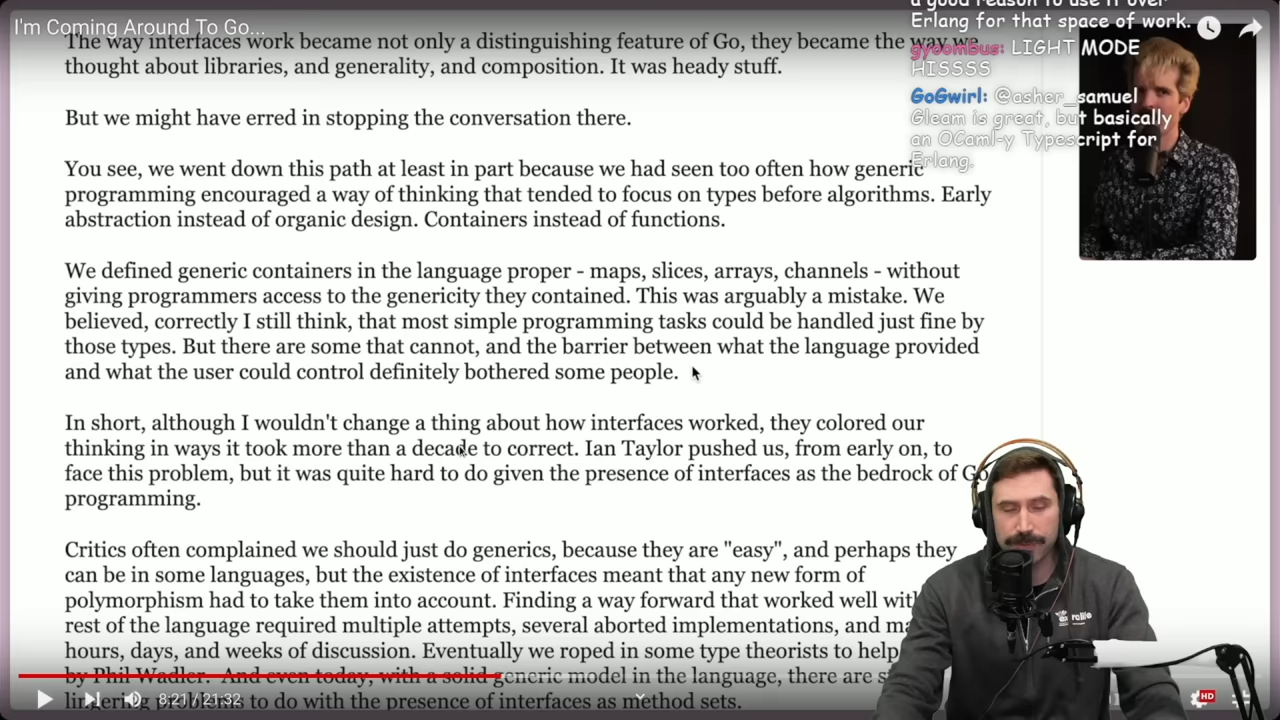 I'm Coming Around To Go...
a good reason to use it over
Erlang for that space of work.
gyoombus: LIGHT MODE
HISSSS
GoGwirl: @asher_samuel
Gleam is great, but basically
an OCaml-y Typescript for
Erlang.
The way interfaces work became not only a distinguishing feature of Go, they became the way we
thought about libraries, and generality, and composition. It was heady stuff.
But we might have erred in stopping the conversation there.
You see, we went down this path at least in part because we had seen too often how generic
programming encouraged a way of thinking that tended to focus on types before algorithms. Early
abstraction instead of organic design. Containers instead of functions.
We defined generic containers in the language proper - maps, slices, arrays, channels - without
giving programmers access to the genericity they contained. This was arguably a mistake. We
believed, correctly I still think, that most simple programming tasks could be handled just fine by
those types. But there are some that cannot, and the barrier between what the language provided
and what the user could control definitely bothered some people.
In short, although I wouldn't change a thing about how interfaces worked, they colored our
thinking in ways it took more than a decade to correct. Ian Taylor pushed us, from early on, to
face this problem, but it was quite hard to do given the presence of interfaces as the bedrock of Go
programming.
Critics often complained we should just do generics, because they are "easy", and perhaps they
can be in some languages, but the existence of interfaces meant that any new form of
polymorphism had to take them into account. Finding a way forward that worked well with
rest of the language required multiple attempts, several aborted implementations, and ma
hours, days, and weeks of discussion. Eventually we roped in some type theorists to help
by Phil Wadler. And even today, with a solid generic model in the language, there are s
lingering problems to do with the presence of interfaces as method sets.
8:21 / 21:32
HD